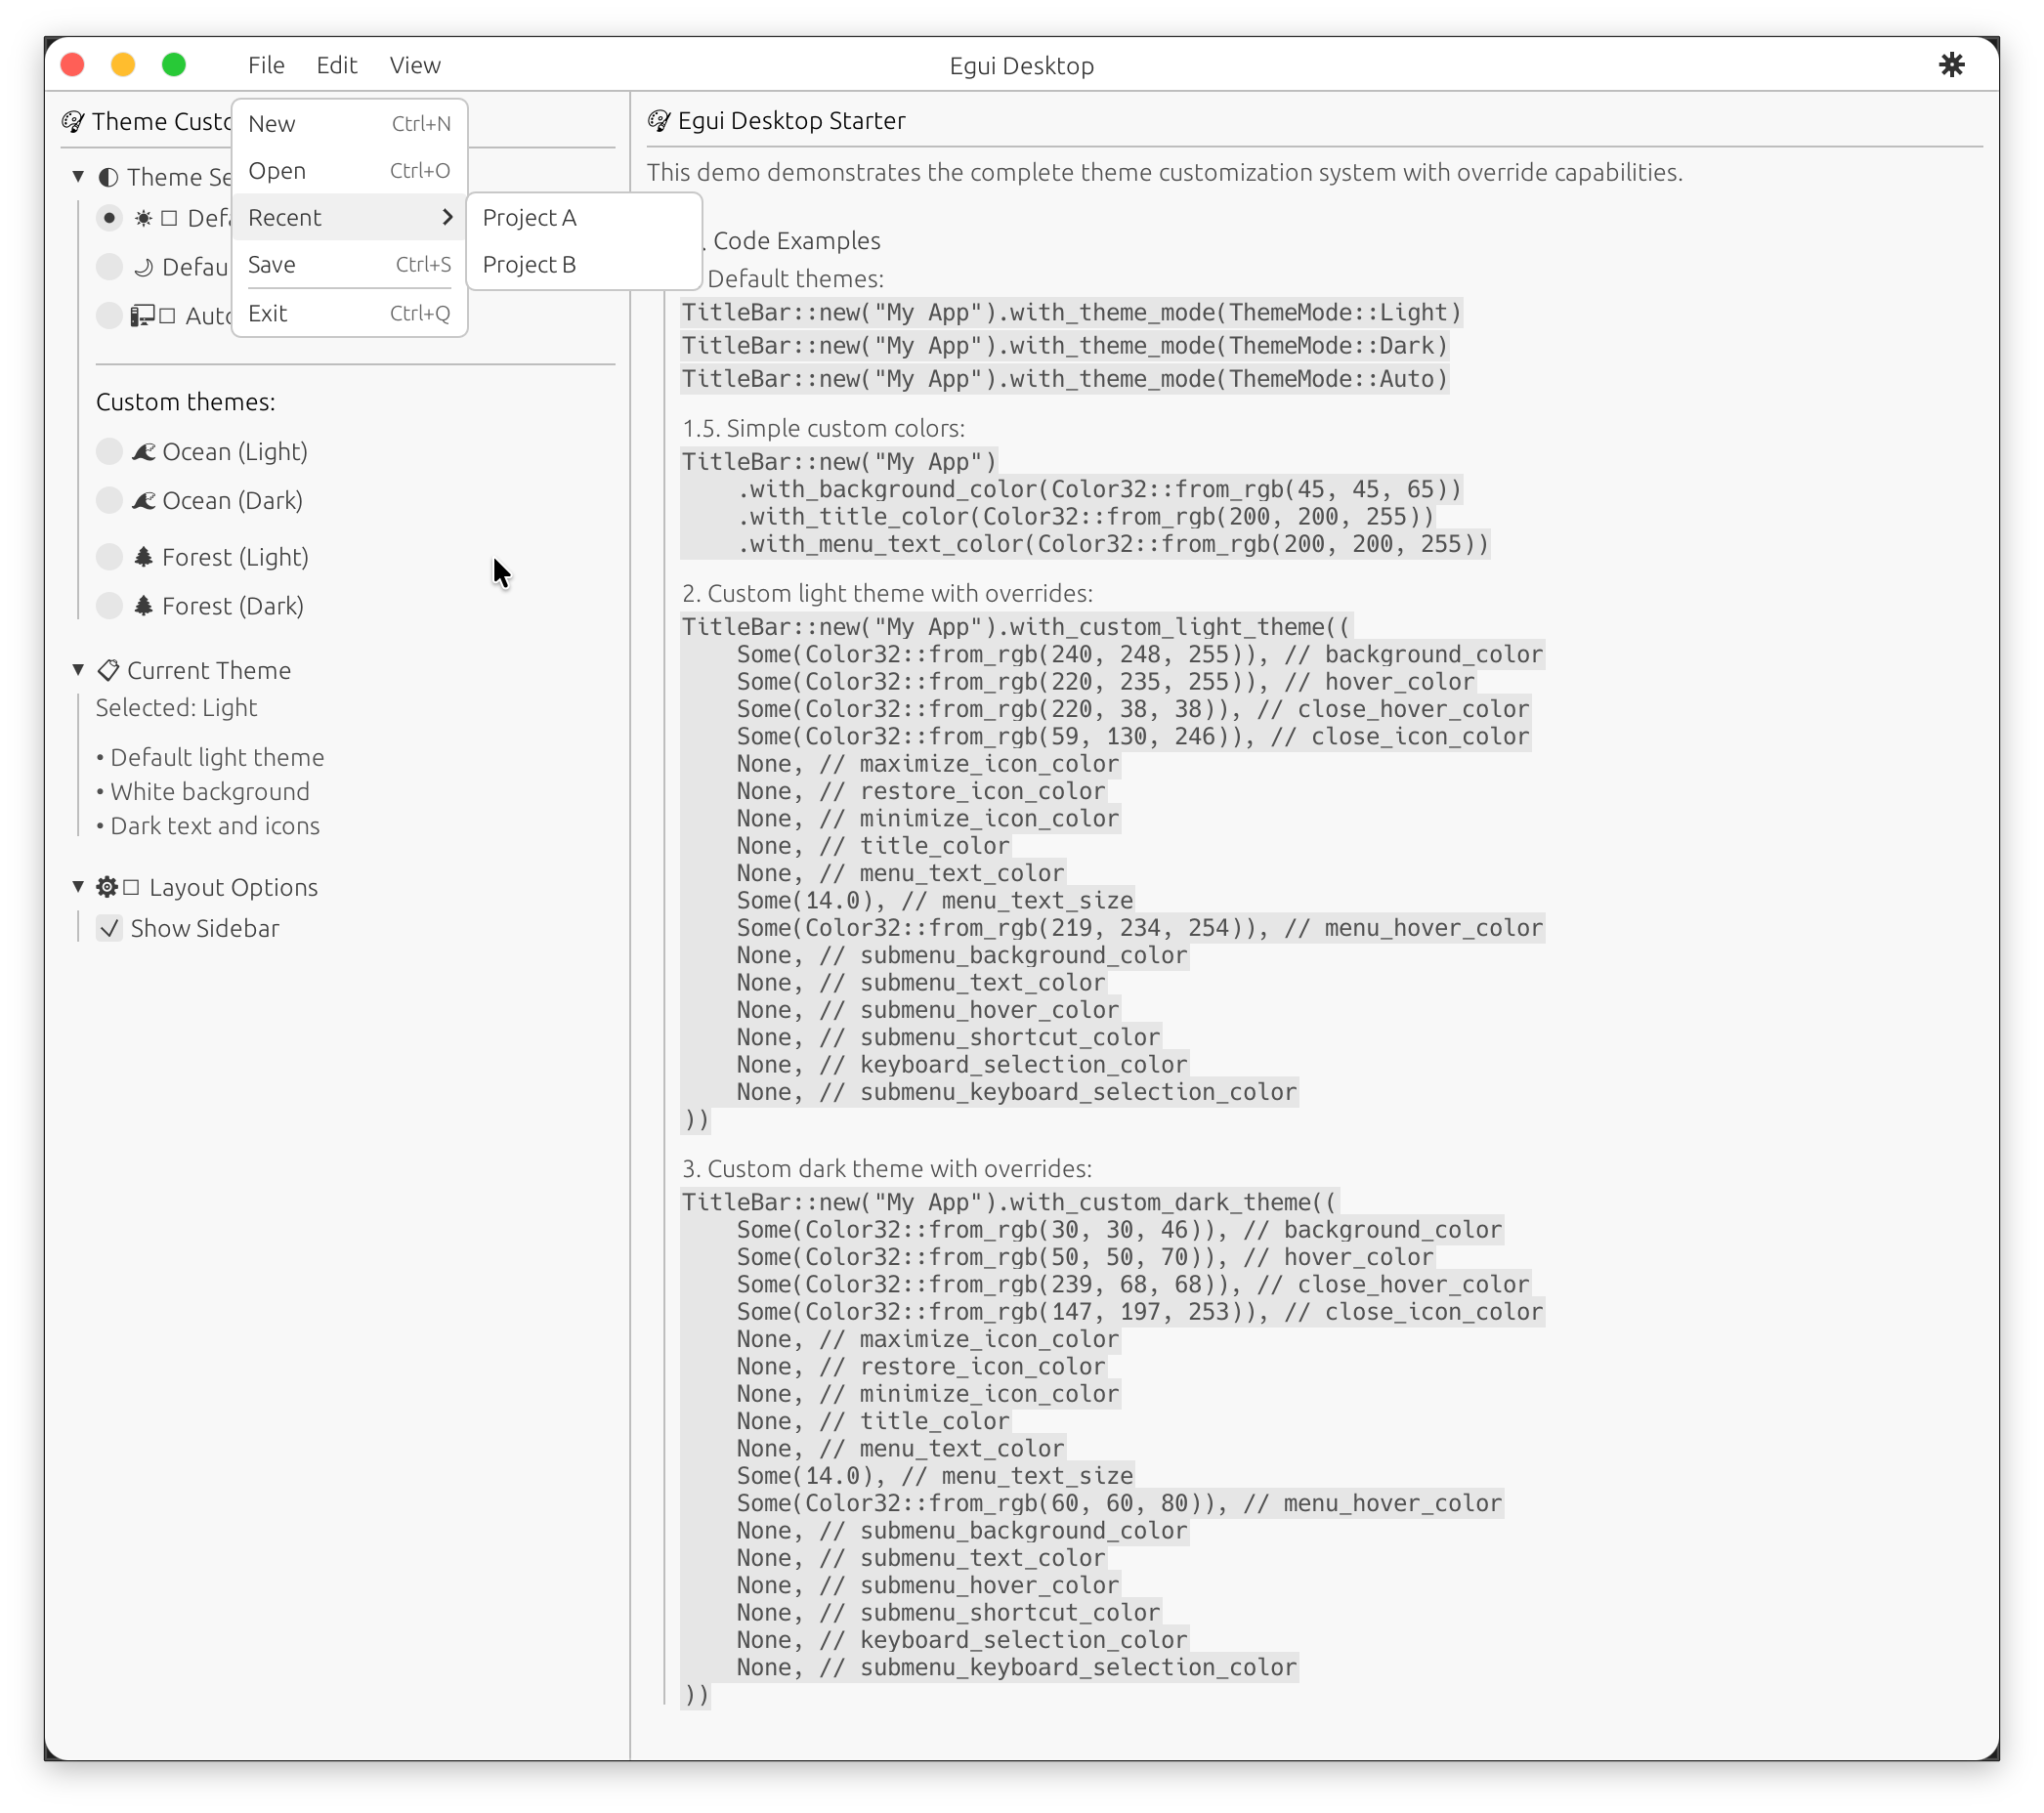 File Edit View
Egui Desktop
New Ctrl+N
Open Ctrl+O
Recent
Save Ctrl+S
Exit Ctrl+Q
Project A
Project B
Theme
Theme
Custom themes:
Ocean (Light)
Ocean (Dark)
Forest (Light)
Forest (Dark)
Current Theme
Selected: Light
• Default light theme
• White background
• Dark text and icons
Layout Options
Show Sidebar
Egui Desktop Starter
This demo demonstrates the complete theme customization system with override capabilities.
Code Examples
Default themes:
TitleBar::new("My App").with_theme_mode(ThemeMode::Light)
TitleBar::new("My App").with_theme_mode(ThemeMode::Dark)
TitleBar::new("My App").with_theme_mode(ThemeMode::Auto)
1.5. Simple custom colors:
TitleBar::new("My App")
.with_background_color(Color32::from_rgb(45, 45, 65))
.with_title_color(Color32::from_rgb(200, 200, 255))
.with_menu_text_color(Color32::from_rgb(200, 200, 255))
2. Custom light theme with overrides:
TitleBar::new("My App").with_custom_light_theme((
Some(Color32::from_rgb(240, 248, 255)), // background_color
Some(Color32::from_rgb(220, 235, 255)), // hover_color
Some(Color32::from_rgb(220, 38, 38)), // close_hover_color
Some(Color32::from_rgb(59, 130, 246)), // close_icon_color
None, // maximize_icon_color
None, // restore_icon_color
None, // minimize_icon_color
None, // title_color
None, // menu_text_color
Some(14.0), // menu_text_size
Some(Color32::from_rgb(219, 234, 254)), // menu_hover_color
None, // submenu_background_color
None, // submenu_text_color
None, // submenu_hover_color
None, // submenu_shortcut_color
None, // keyboard_selection_color
None, // submenu_keyboard_selection_color
))
3. Custom dark theme with overrides:
TitleBar::new("My App").with_custom_dark_theme((
Some(Color32::from_rgb(30, 30, 46)), // background_color
Some(Color32::from_rgb(50, 50, 70)), // hover_color
Some(Color32::from_rgb(239, 68, 68)), // close_hover_color
Some(Color32::from_rgb(147, 197, 253)), // close_icon_color
None, // maximize_icon_color
None, // restore_icon_color
None, // minimize_icon_color
None, // title_color
None, // menu_text_color
Some(14.0), // menu_text_size
Some(Color32::from_rgb(60, 60, 80)), // menu_hover_color
None, // submenu_background_color
None, // submenu_text_color
None, // submenu_hover_color
None, // submenu_shortcut_color
None, // keyboard_selection_color
None, // submenu_keyboard_selection_color
))